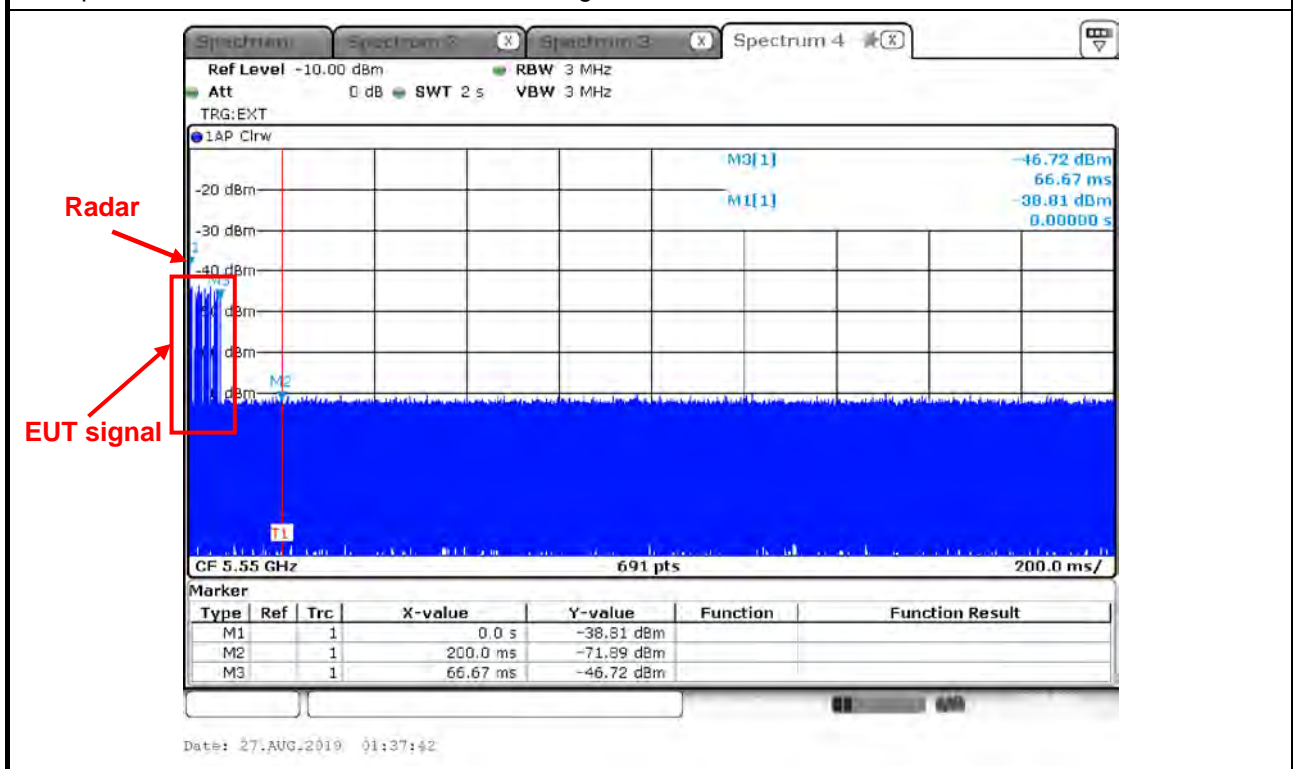 Spectrum 4
Ref Level -10.00 dBm RBW 3 MHz
Att 0 dB SWT 2 s VBW 3 MHz
TRG:EXT
1AP Clrw
M3[1] -46.72 dBm
66.67 ms
-20 dBm
M1[1] -38.81 dBm
0.00000 s
Radar
-30 dBm
-40 dBm
M3
dBm
dBm
M2
dBm
EUT signal
T1
CF 5.55 GHz 691 pts 200.0 ms/
Marker
Type Ref Trc X-value Y-value Function Function Result
M1 1 0.0 s -38.81 dBm
M2 1 200.0 ms -71.89 dBm
M3 1 66.67 ms -46.72 dBm
Date: 27.AUG.2019 01:37:42